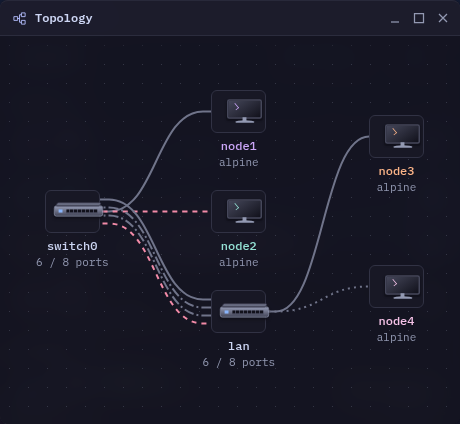 Topology
node1
alpine
node3
alpine
switch0
6 / 8 ports
node2
alpine
node4
alpine
lan
6 / 8 ports